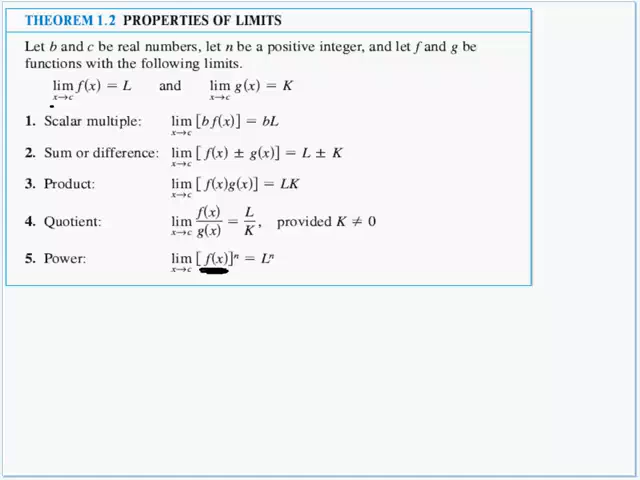 THEOREM 1.2 PROPERTIES OF LIMITS
Let b and c be real numbers, let n be a positive integer, and let f and g be
functions with the following limits.
lim x→c f(x) = L and lim x→c g(x) = K
1. Scalar multiple: lim x→c [b f(x)] = bL
2. Sum or difference: lim x→c [f(x) ± g(x)] = L ± K
3. Product: lim x→c [f(x)g(x)] = LK
4. Quotient: lim x→c f(x)/g(x) = L/K, provided K ≠ 0
5. Power: lim x→c [f(x)]ⁿ = Lⁿ